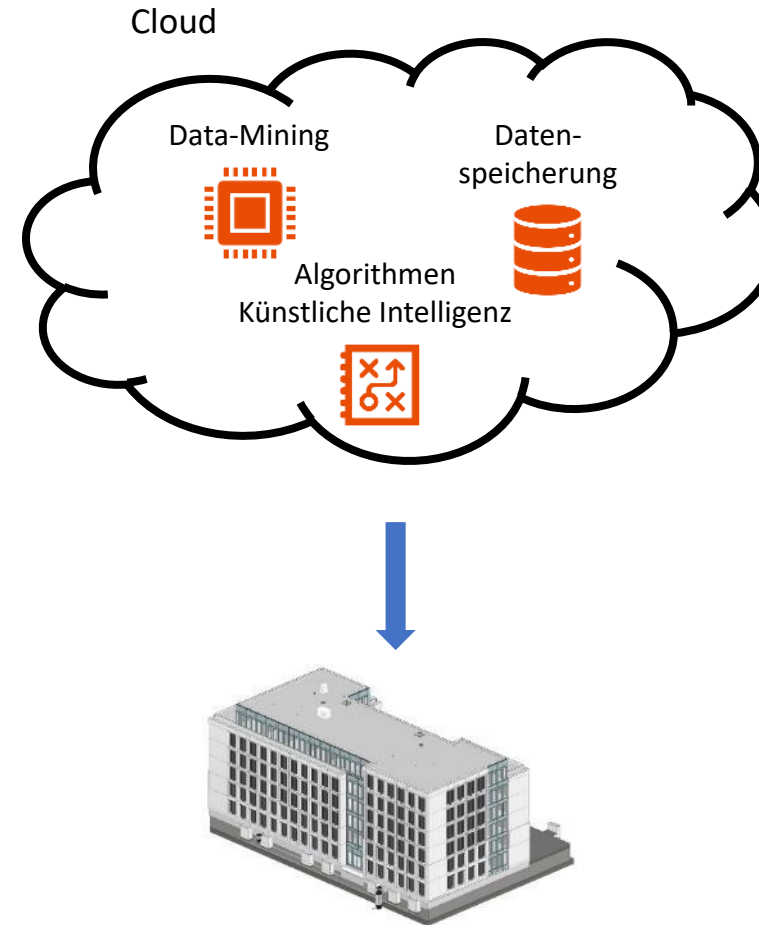 Cloud
Data-Mining
Daten-
speicherung
Algorithmen
Künstliche Intelligenz